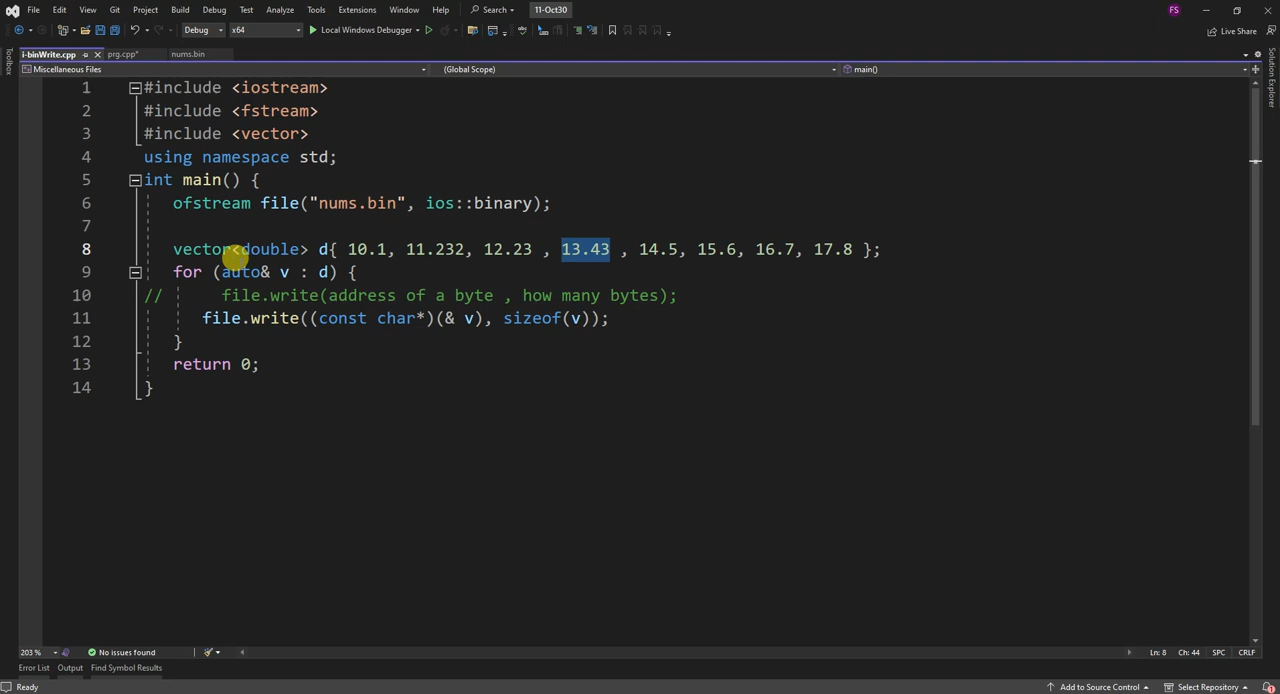 File Edit View Git Project Build Debug Test Analyze Tools Extensions Window Help Search 11-Oct30 FS
Debug x64 Local Windows Debugger Live Share
i-binWrite.cpp prg.cpp* nums.bin
Miscellaneous Files (Global Scope) main()
Toolbox
Solution Explorer
1 #include <iostream>
2 #include <fstream>
3 #include <vector>
4 using namespace std;
5 int main() {
6 ofstream file("nums.bin", ios::binary);
7
8 vector<double> d{ 10.1, 11.232, 12.23 , 13.43 , 14.5, 15.6, 16.7, 17.8 };
9 for (auto& v : d) {
10 // file.write(address of a byte , how many bytes);
11 file.write((const char*)(& v), sizeof(v));
12 }
13 return 0;
14 }
203 % No issues found Ln: 8 Ch: 44 SPC CRLF
Error List Output Find Symbol Results
Ready Add to Source Control Select Repository 1